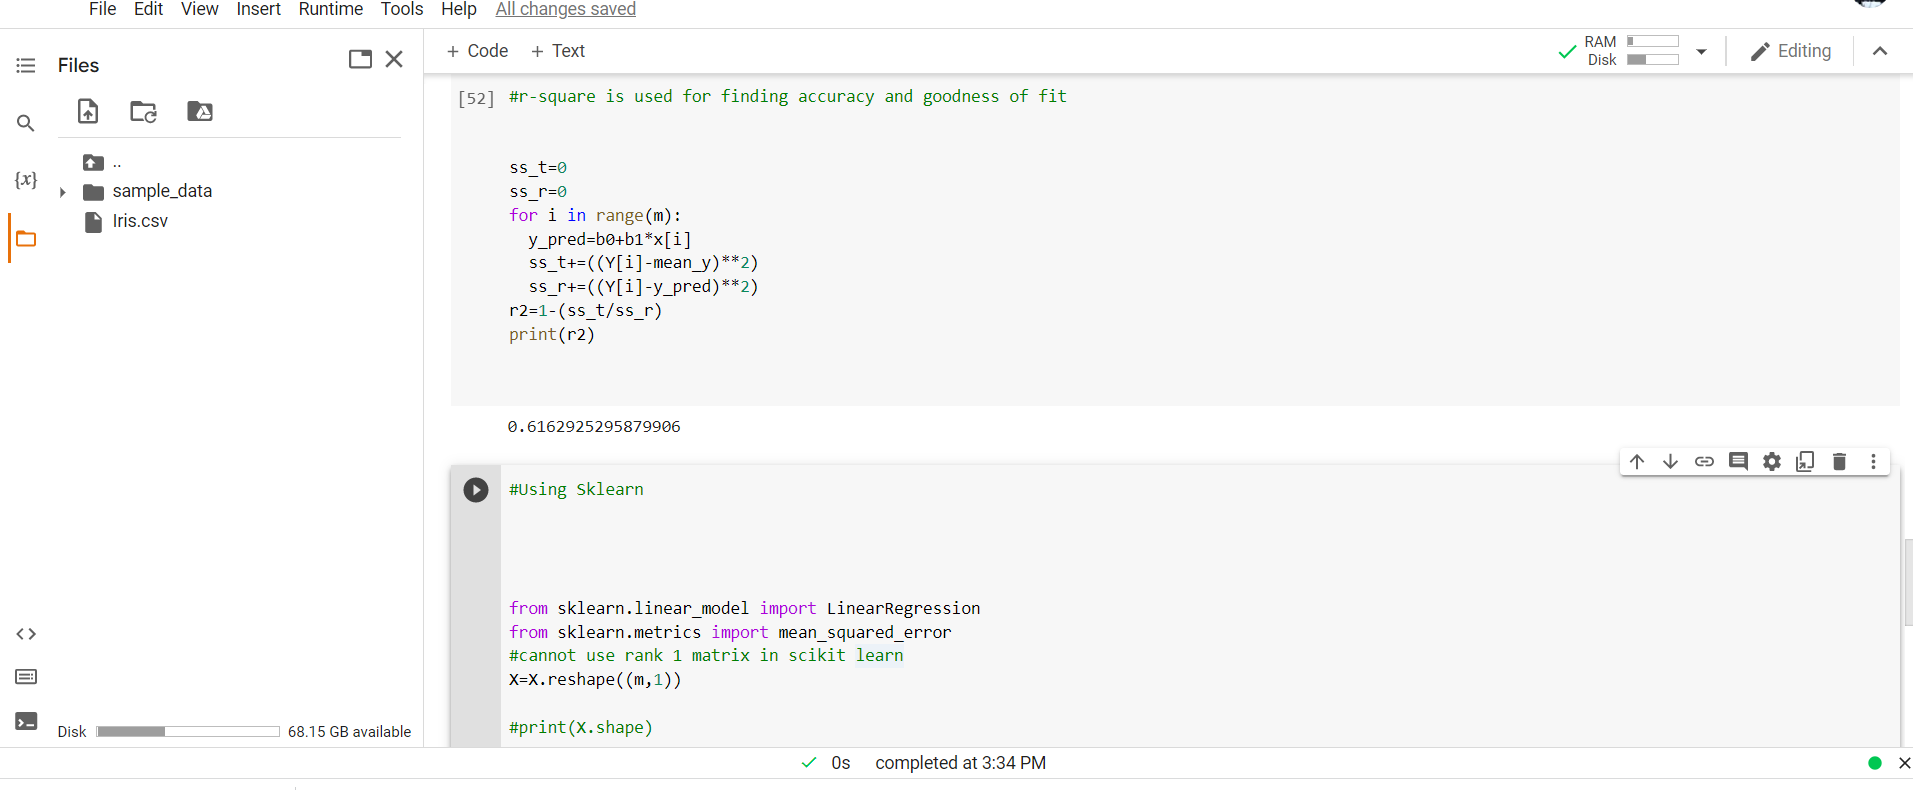 File Edit View Insert Runtime Tools Help All changes saved
Files
+ Code + Text
RAM
Disk
Editing
..
sample_data
Iris.csv
{x}
[52] #r-square is used for finding accuracy and goodness of fit
ss_t=0
ss_r=0
for i in range(m):
  y_pred=b0+b1*x[i]
  ss_t+=((Y[i]-mean_y)**2)
  ss_r+=((Y[i]-y_pred)**2)
r2=1-(ss_t/ss_r)
print(r2)
0.6162925295879906
#Using Sklearn
from sklearn.linear_model import LinearRegression
from sklearn.metrics import mean_squared_error
#cannot use rank 1 matrix in scikit learn
X=X.reshape((m,1))
#print(X.shape)
Disk 68.15 GB available
0s completed at 3:34 PM